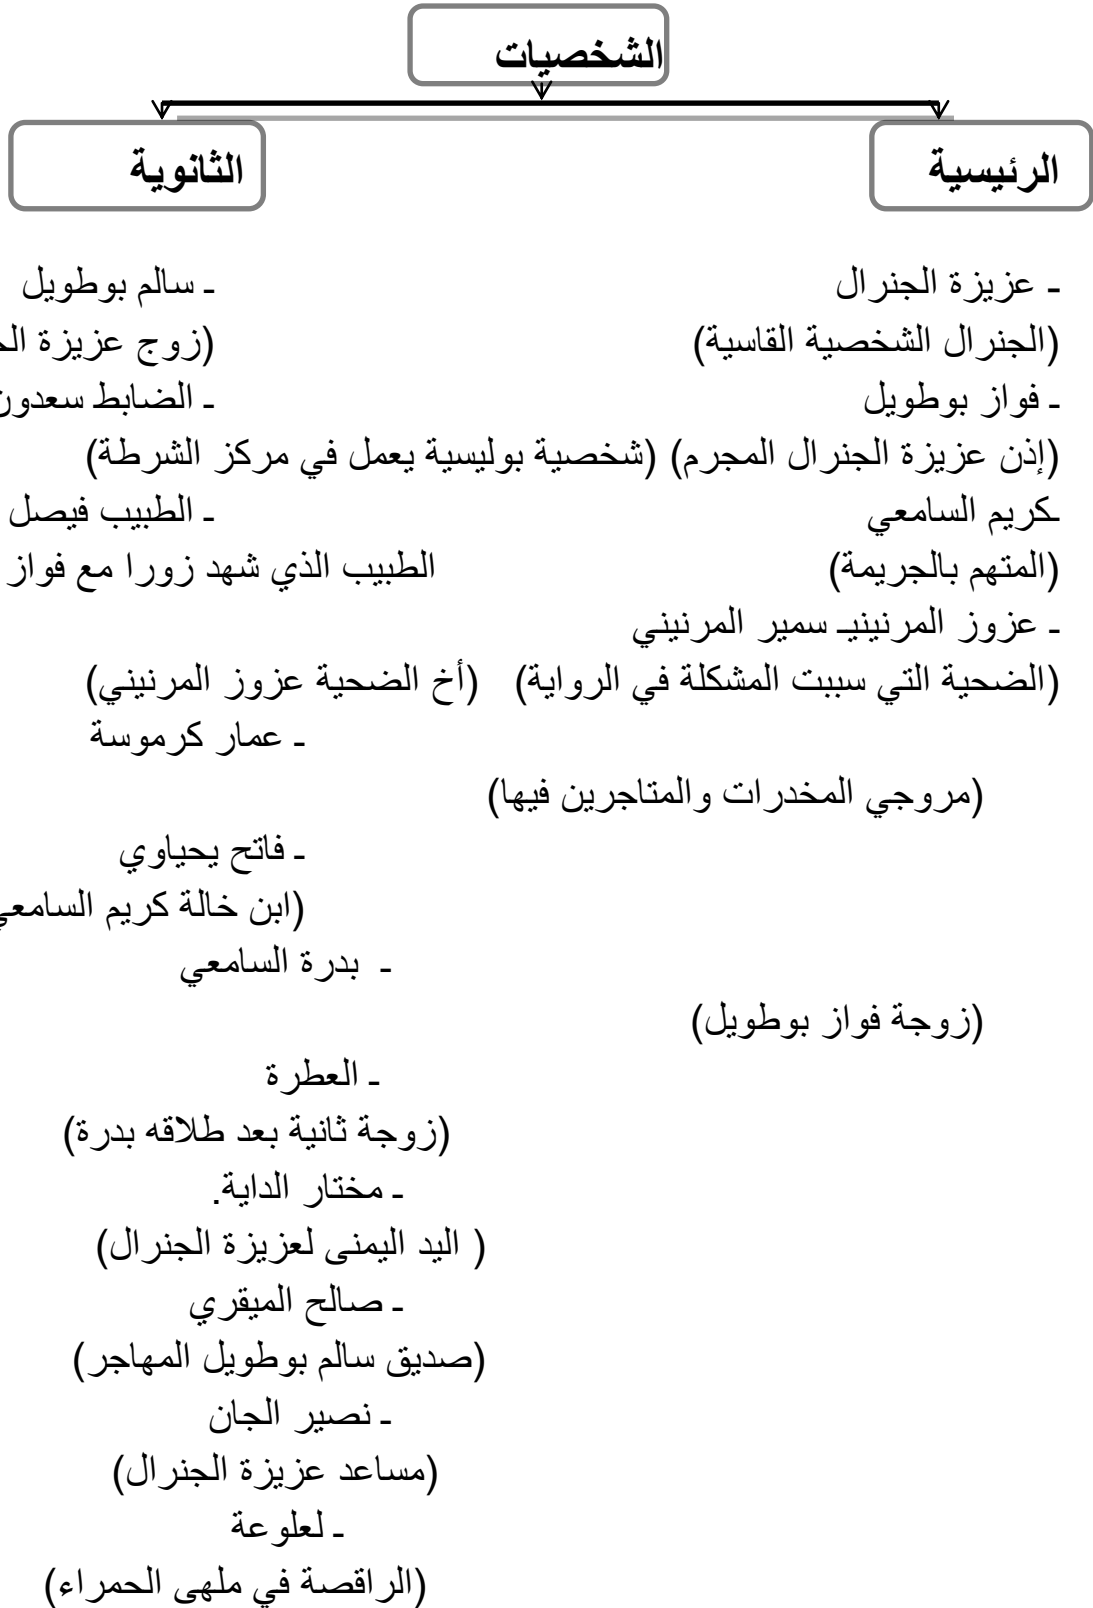 الشخصيات
الرئيسية الثانوية
ـ عزيزة الجنرال ـ سالم بوطويل
(الجنرال الشخصية القاسية) (زوج عزيزة
ـ فواز بوطويل ـ الضابط سعدون
(إذن عزيزة الجنرال المجرم) (شخصية بوليسية يعمل في مركز الشرطة)
ـكريم السامعي ـ الطبيب فيصل
(المتهم بالجريمة) الطبيب الذي شهد زورا مع فواز
ـ عزوز المرنينيـ سمير المرنيني
(الضحية التي سببت المشكلة في الرواية) (أخ الضحية عزوز المرنيني)
ـ عمار كرموسة
(مروجي المخدرات والمتاجرين فيها)
ـ فاتح يحياوي
(ابن خالة كريم السامعي
ـ بدرة السامعي
(زوجة فواز بوطويل)
ـ العطرة
(زوجة ثانية بعد طلاقه بدرة)
ـ مختار الداية.
( اليد اليمنى لعزيزة الجنرال)
ـ صالح الميقري
(صديق سالم بوطويل المهاجر)
ـ نصير الجان
(مساعد عزيزة الجنرال)
ـ لعلوعة
(الراقصة في ملهى الحمراء)